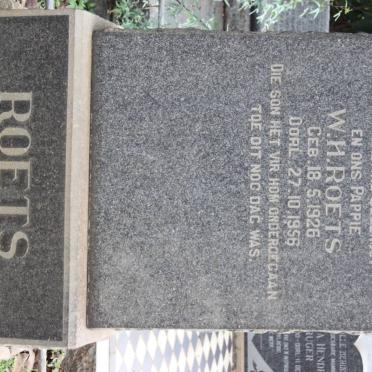 EN ONS PAPPIE
W.H. ROETS
GEB. 18.5.1926
OORL. 27.10.1956
DIE SON HET VIR HOM ONDERGEGAAN
TOE DIT NOG DAG WAS.
ROETS